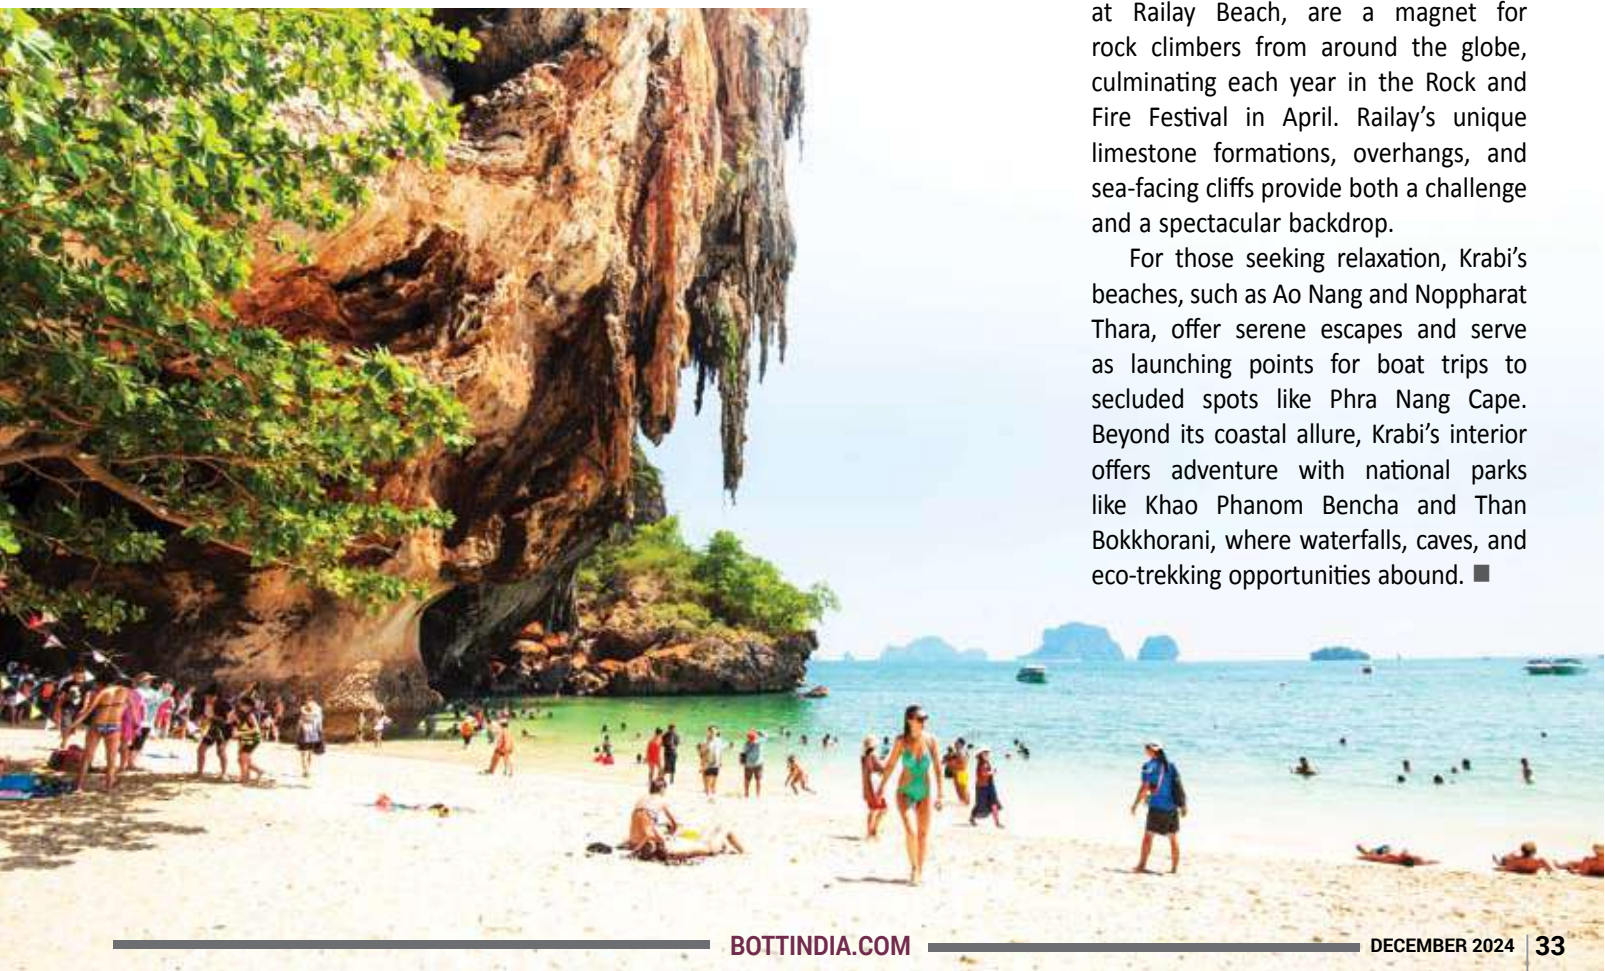 at Railay Beach, are a magnet for
rock climbers from around the globe,
culminating each year in the Rock and
Fire Festival in April. Railay’s unique
limestone formations, overhangs, and
sea-facing cliffs provide both a challenge
and a spectacular backdrop.
For those seeking relaxation, Krabi’s
beaches, such as Ao Nang and Noppharat
Thara, offer serene escapes and serve
as launching points for boat trips to
secluded spots like Phra Nang Cape.
Beyond its coastal allure, Krabi’s interior
offers adventure with national parks
like Khao Phanom Bencha and Than
Bokkhorani, where waterfalls, caves, and
eco-trekking opportunities abound. ■
BOTTINDIA.COM
DECEMBER 2024 | 33